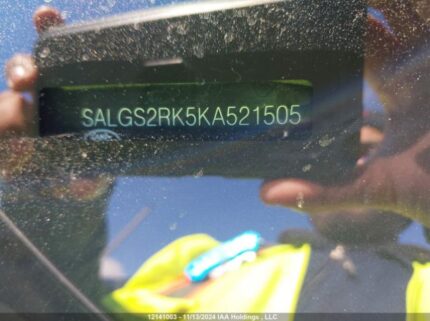 SALGS2RK5KA521505
12141003 - 11/13/2024 IAA Holdings , LLC